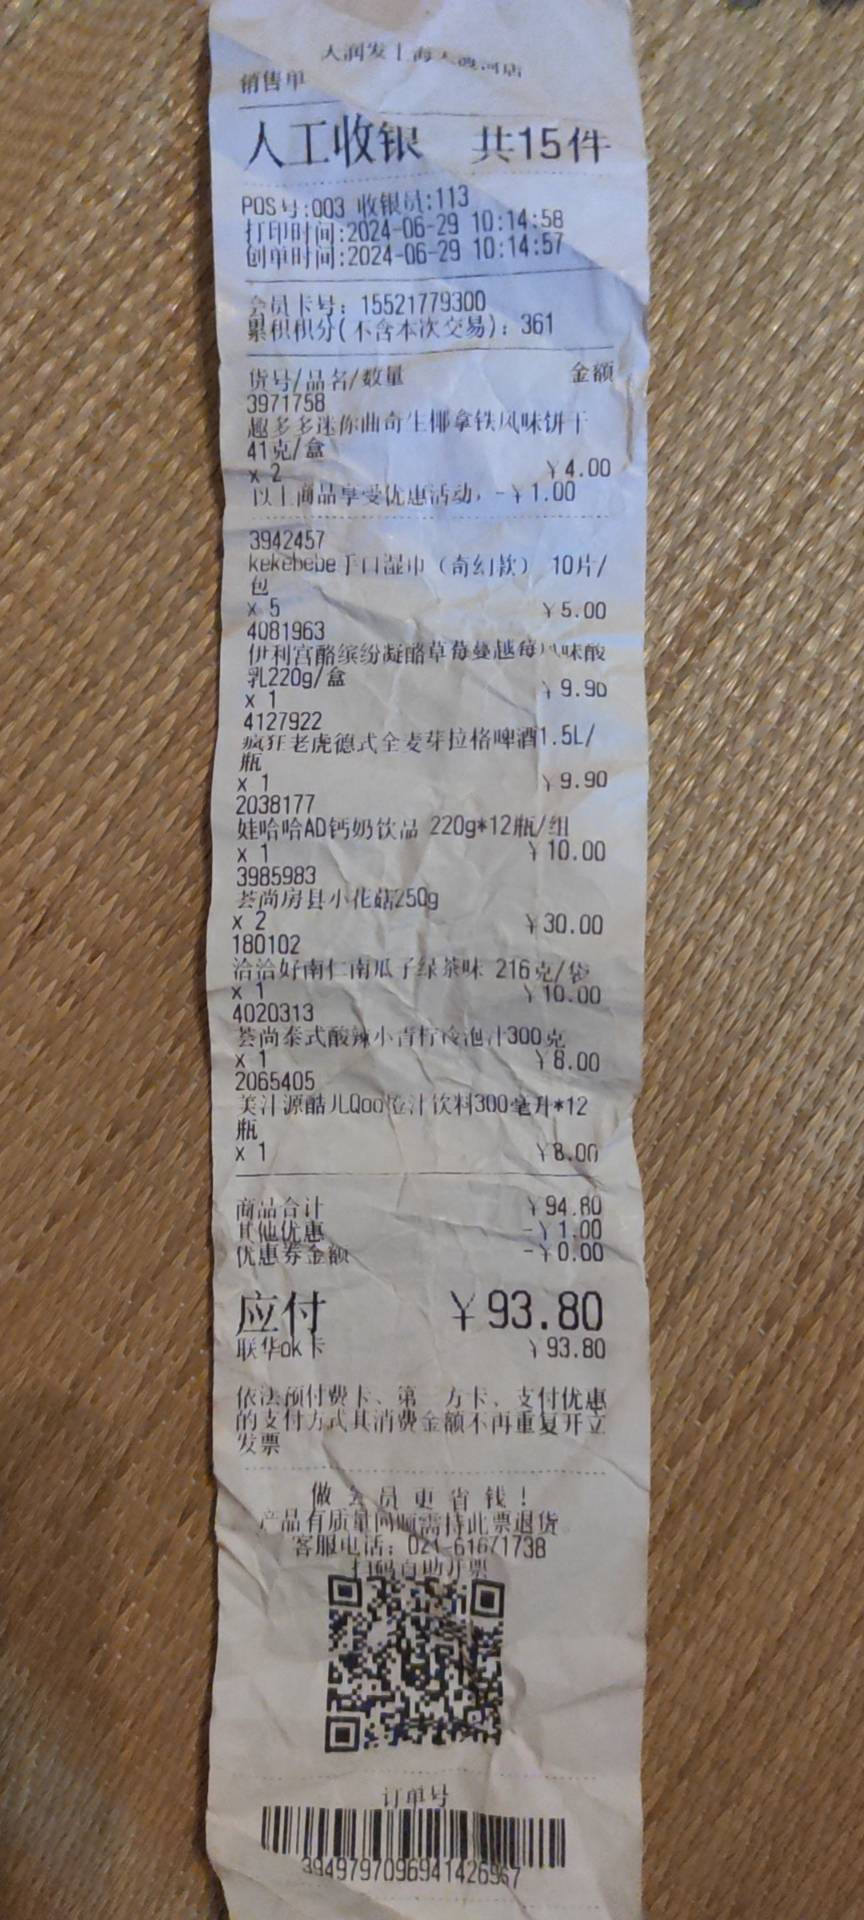 大润发上海大渡河店
销售单
人工收银 共15件
POS号:003 收银员:113
打印时间:2024-06-29 10:14:58
创单时间:2024-06-29 10:14:57
会员卡号: 15521779300
累积积分(不含本次交易): 361
货号/品名/数量 金额
3971758
趣多多迷你曲奇生椰拿铁风味饼干
41克/盒
x 2 ¥4.00
以上商品享受优惠活动, -¥1.00
3942457
kekebebe手口湿巾（奇幻款） 10片/
包
x 5 ¥5.00
4081963
伊利宫酪缤纷凝酪草莓蔓越莓风味酸
乳220g/盒
x 1 ¥9.90
4127922
疯狂老虎德式全麦芽拉格啤酒1.5L/
瓶
x 1 ¥9.90
2038177
娃哈哈AD钙奶饮品 220g*12瓶/组
x 1 ¥10.00
3985983
荟尚房县小花菇250g
x 2 ¥30.00
180102
洽洽好南仁南瓜子绿茶味 216克/袋
x 1 ¥10.00
4020313
荟尚泰式酸辣小青柠冷泡汁300克
x 1 ¥8.00
2065405
美汁源酷儿Qoo橙汁饮料300毫升*12
瓶
x 1 ¥8.00
商品合计 ¥94.80
其他优惠 -¥1.00
优惠券金额 -¥0.00
应付 ¥93.80
联华ok卡 ¥93.80
依法预付费卡、第 方卡、支付优惠
的支付方式其消费金额不再重复开立
发票
做会员更省钱!
产品有质量问题需持此票退货。
客服电话: 021-61671738
扫码自助开票
订单号
3949797096941426967